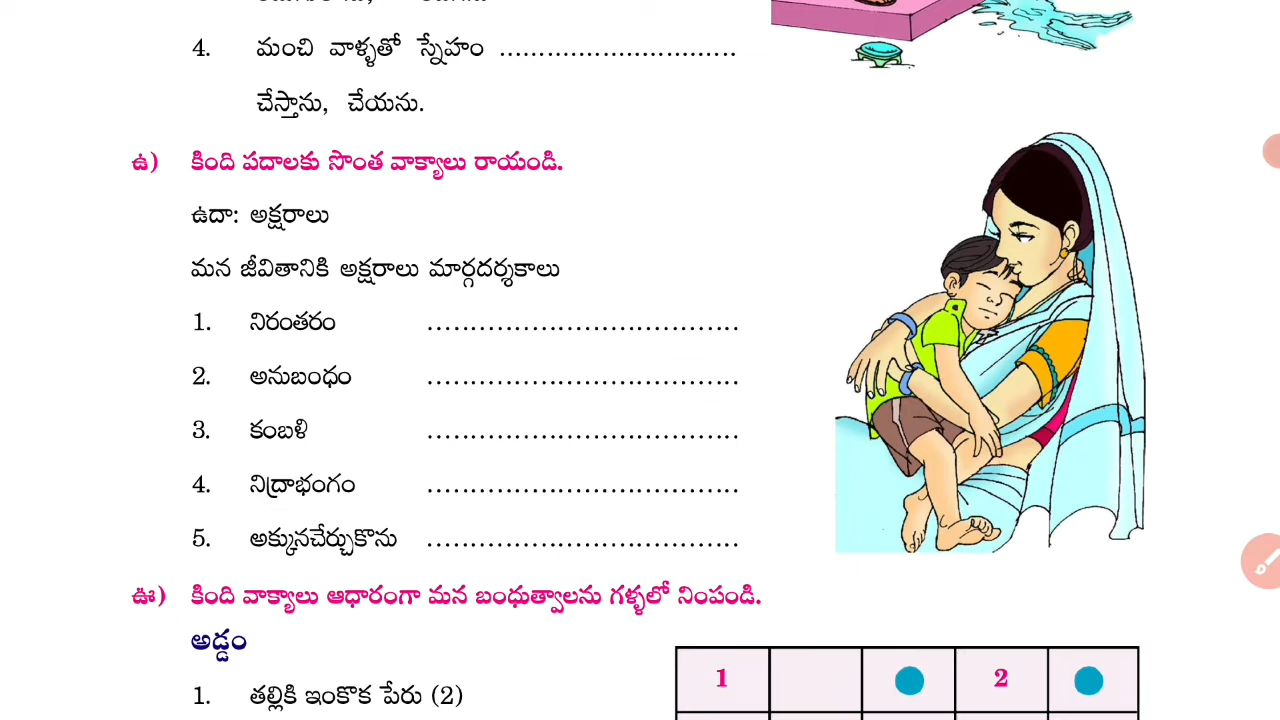 4. మంచి వాళ్ళతో స్నేహం ..............................
చేస్తాను, చేయను.
ఉ) కింది పదాలకు సొంత వాక్యాలు రాయండి.
ఉదా: అక్షరాలు
మన జీవితానికి అక్షరాలు మార్గదర్శకాలు
1. నిరంతరం ......................................
2. అనుబంధం ......................................
3. కంబళి ......................................
4. నిద్రాభంగం ......................................
5. అక్కునచేర్చుకొను ......................................
ఊ) కింది వాక్యాలు ఆధారంగా మన బంధుత్వాలను గళ్ళలో నింపండి.
అడ్డం
1. తల్లికి ఇంకొక పేరు (2)
1 2